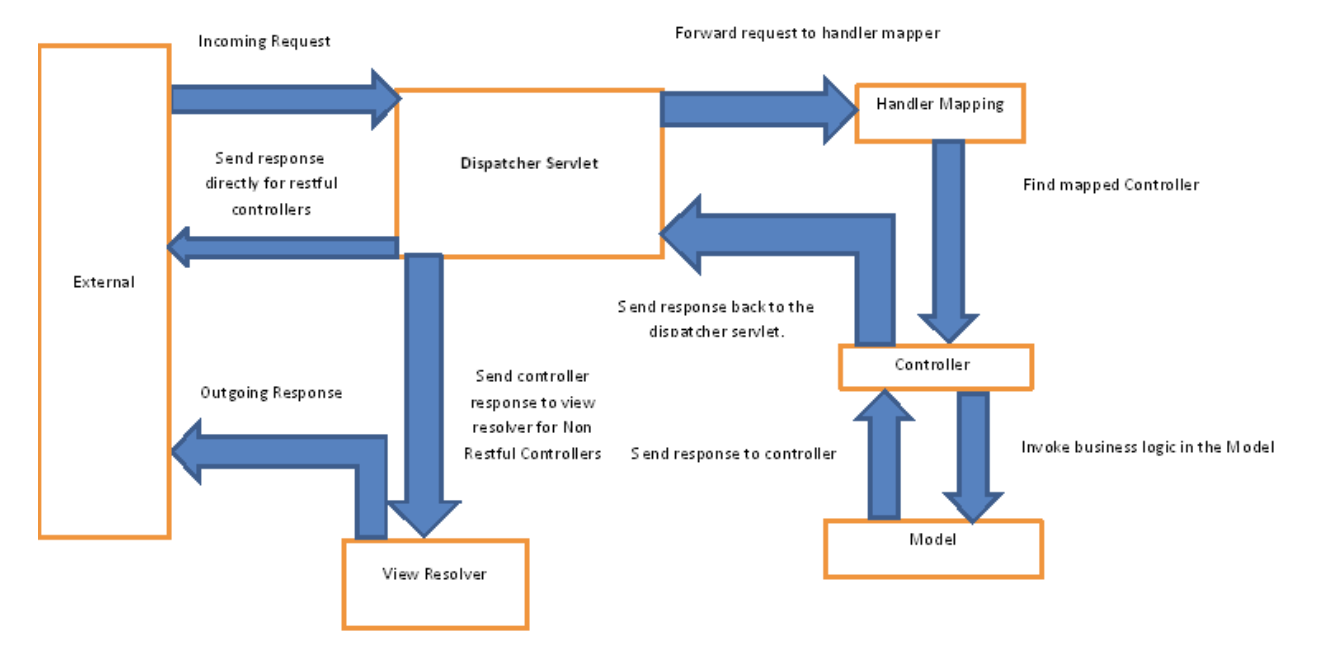 Incoming Request
Forward request to handler mapper
Handler Mapping
Send response
directly for restful
controllers
Dispatcher Servlet
Find mapped Controller
External
Send response back to the
dispatcher servlet.
Controller
Outgoing Response
Send controller
response to view
resolver for Non
Restful Controllers
Send response to controller
Invoke business logic in the Model
Model
View Resolver